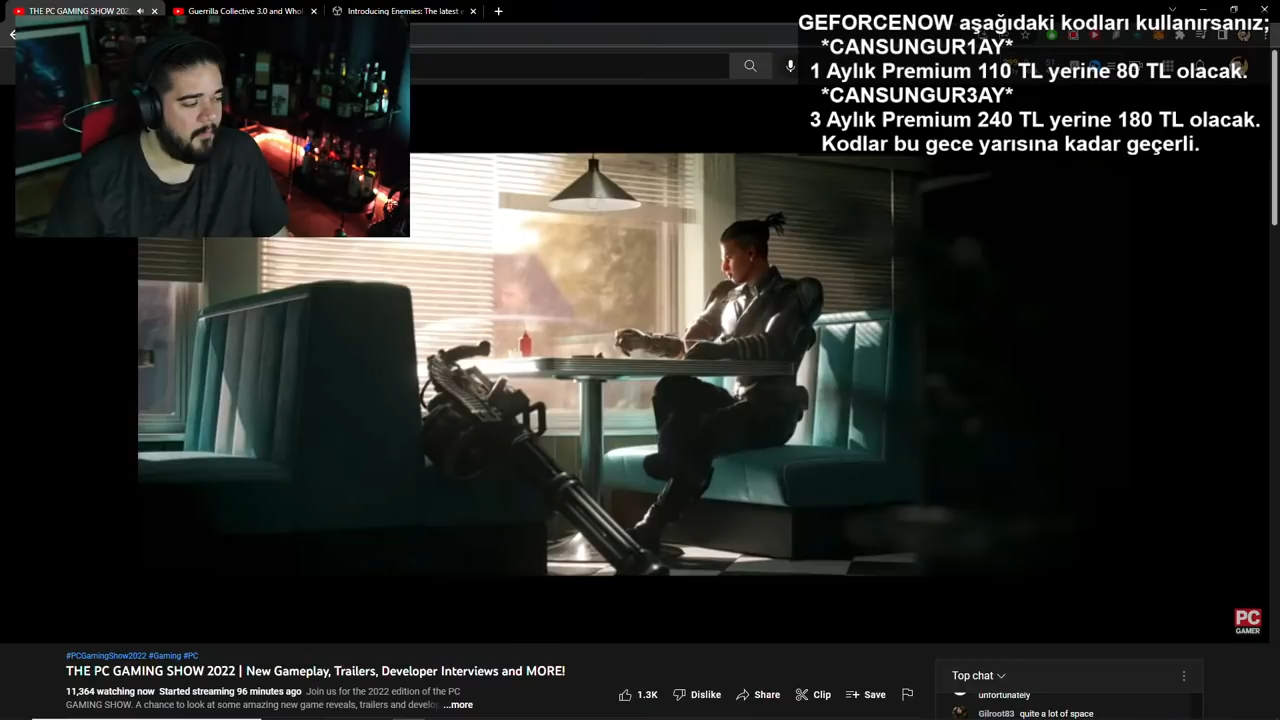 THE PC GAMING SHOW 202
Guerrilla Collective 3.0 and Whol
Introducing Enemies: The latest e
GEFORCENOW aşağıdaki kodları kullanırsanız;
*CANSUNGUR1AY*
1 Aylık Premium 110 TL yerine 80 TL olacak.
*CANSUNGUR3AY*
3 Aylık Premium 240 TL yerine 180 TL olacak.
Kodlar bu gece yarısına kadar geçerli.
PC
GAMER
#PCGamingShow2022 #Gaming #PC
THE PC GAMING SHOW 2022 | New Gameplay, Trailers, Developer Interviews and MORE!
11,364 watching now Started streaming 96 minutes ago Join us for the 2022 edition of the PC
GAMING SHOW. A chance to look at some amazing new game reveals, trailers and develo ...more
1.3K
Dislike
Share
Clip
Save
Top chat
unfortunately
Gilroot83 quite a lot of space